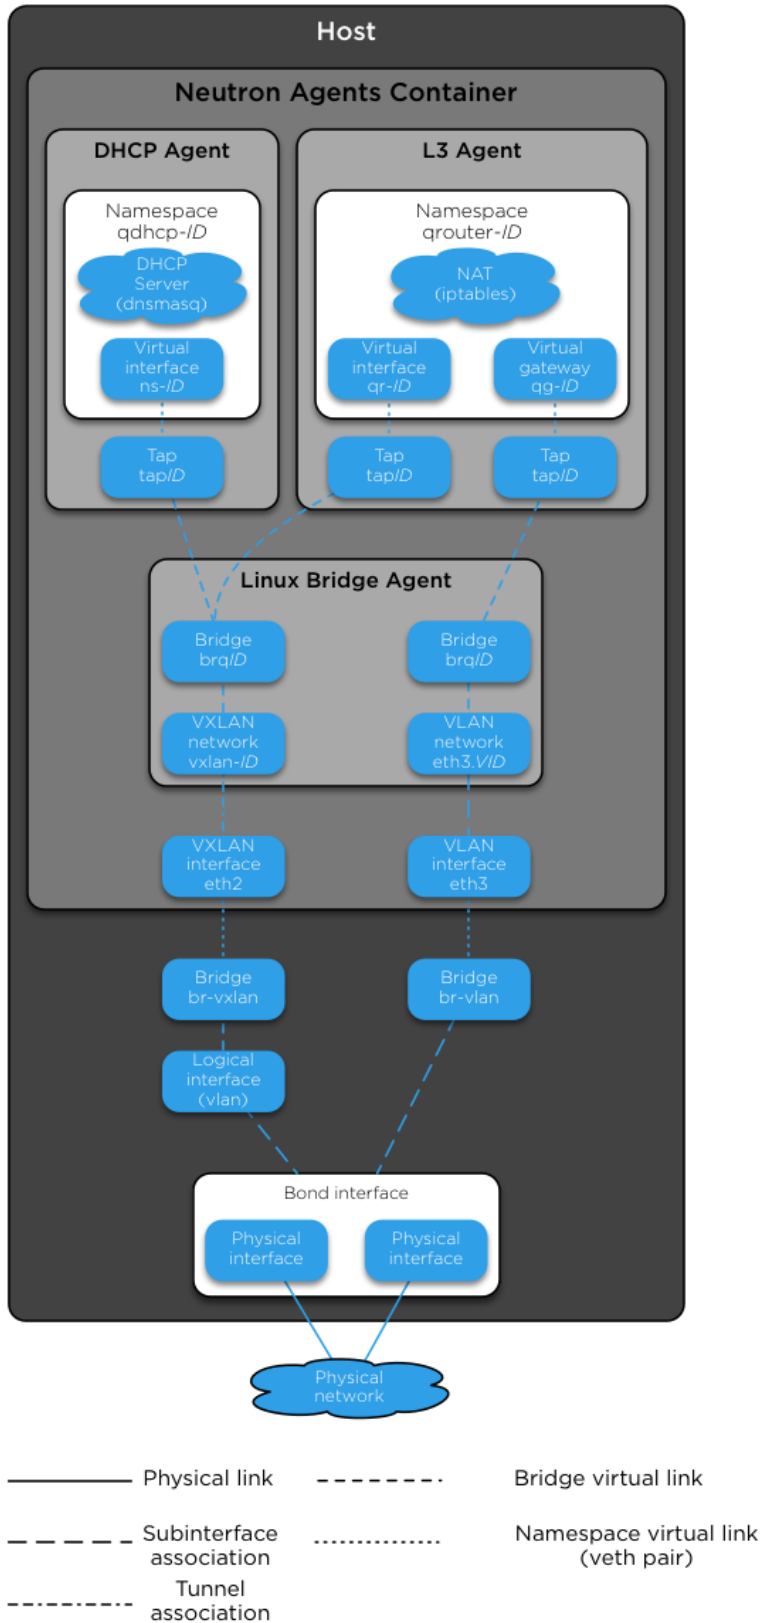 Host
Neutron Agents Container
DHCP Agent
Namespace
qdhcp-ID
DHCP
Server
(dnsmasq)
Virtual
interface
ns-ID
Tap
tapID
L3 Agent
Namespace
qrouter-ID
NAT
(iptables)
Virtual
interface
qr-ID
Virtual
gateway
qg-ID
Tap
tapID
Tap
tapID
Linux Bridge Agent
Bridge
brqID
Bridge
brqID
VXLAN
network
vxlan-ID
VLAN
network
eth3.VID
VXLAN
interface
eth2
VLAN
interface
eth3
Bridge
br-vxlan
Bridge
br-vlan
Logical
interface
(vlan)
Bond interface
Physical
interface
Physical
interface
Physical
network
Physical link
Bridge virtual link
Subinterface
association
Namespace virtual link
(veth pair)
Tunnel
association